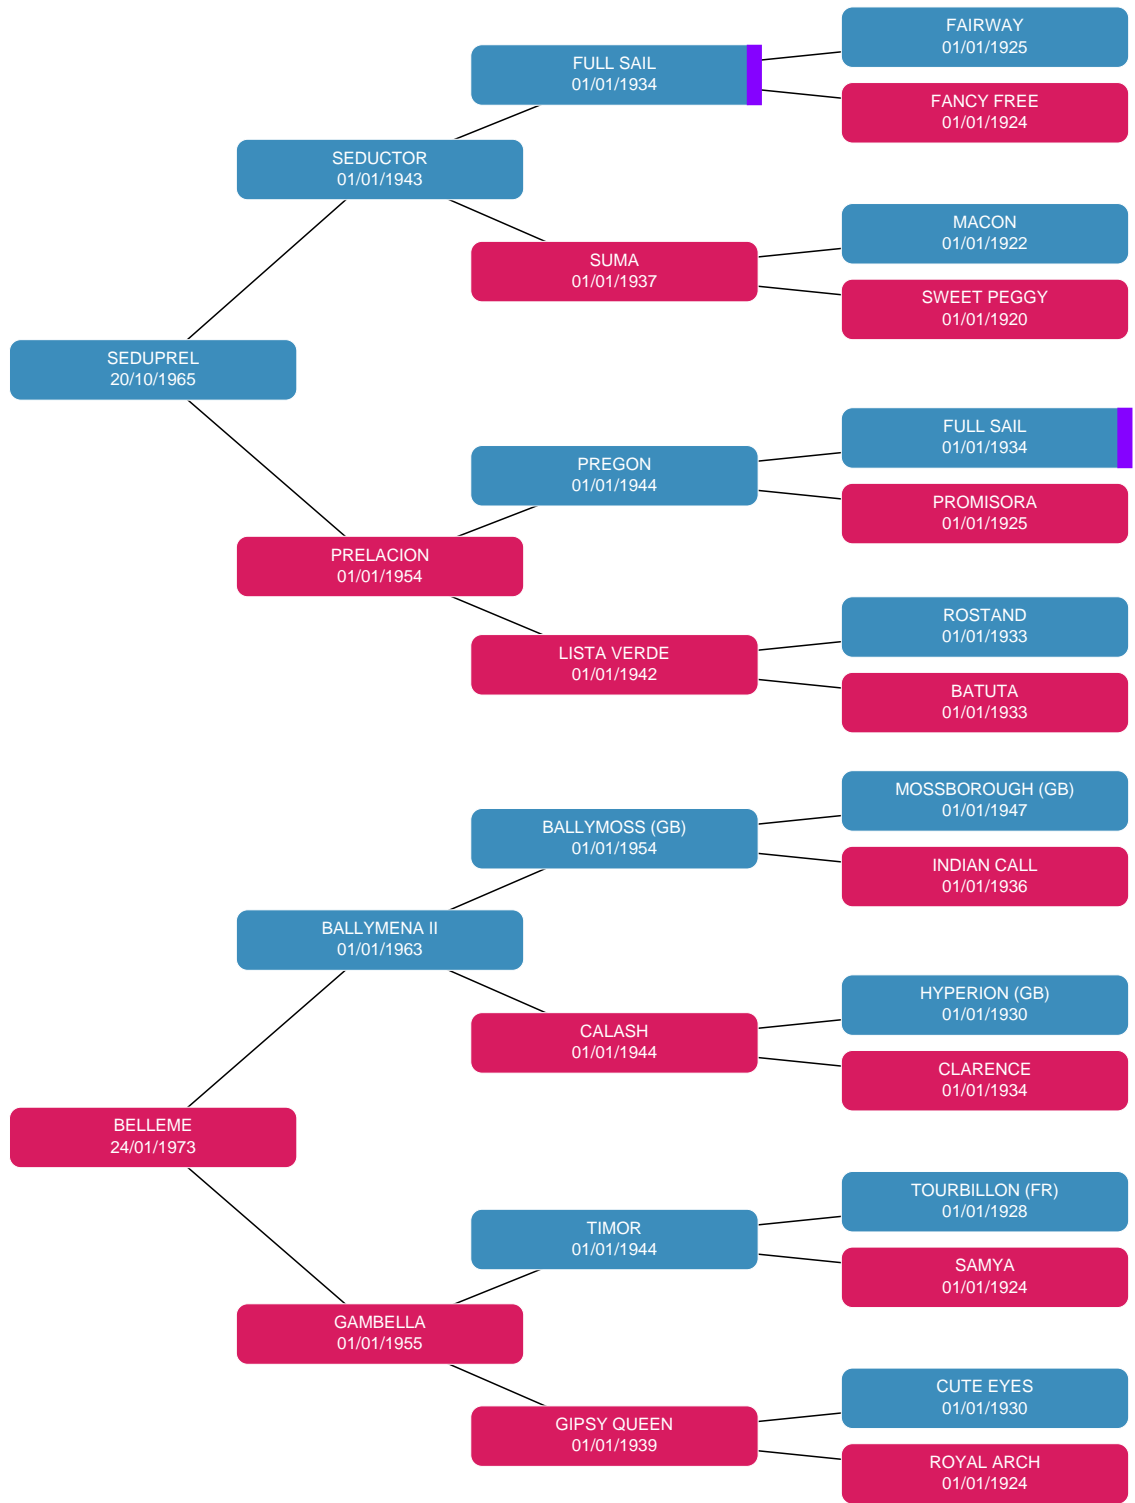 FAIRWAY
01/01/1925
FULL SAIL
01/01/1934
FANCY FREE
01/01/1924
SEDUCTOR
01/01/1943
MACON
01/01/1922
SUMA
01/01/1937
SWEET PEGGY
01/01/1920
SEDUPREL
20/10/1965
FULL SAIL
01/01/1934
PREGON
01/01/1944
PROMISORA
01/01/1925
PRELACION
01/01/1954
ROSTAND
01/01/1933
LISTA VERDE
01/01/1942
BATUTA
01/01/1933
MOSSBOROUGH (GB)
01/01/1947
BALLYMOSS (GB)
01/01/1954
INDIAN CALL
01/01/1936
BALLYMENA II
01/01/1963
HYPERION (GB)
01/01/1930
CALASH
01/01/1944
CLARENCE
01/01/1934
BELLEME
24/01/1973
TOURBILLON (FR)
01/01/1928
TIMOR
01/01/1944
SAMYA
01/01/1924
GAMBELLA
01/01/1955
CUTE EYES
01/01/1930
GIPSY QUEEN
01/01/1939
ROYAL ARCH
01/01/1924